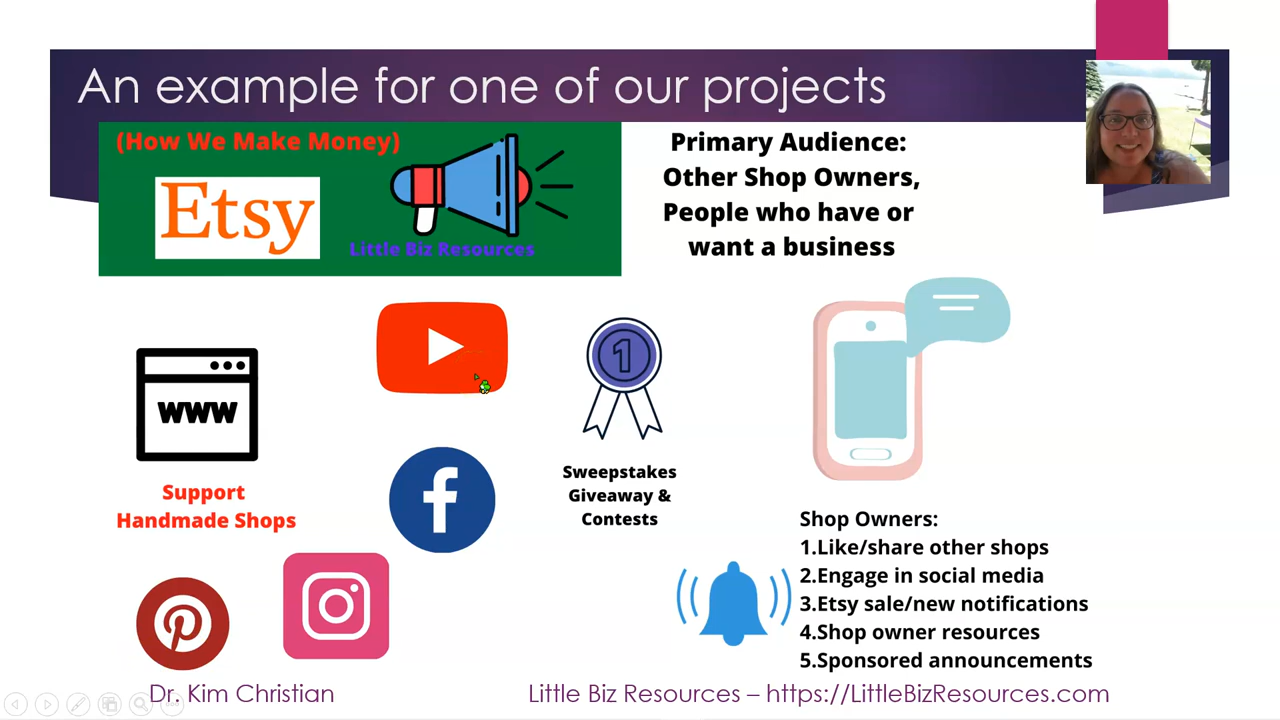 An example for one of our projects
(How We Make Money)
Etsy
Little Biz Resources
Primary Audience:
Other Shop Owners,
People who have or
want a business
WWW
Support
Handmade Shops
1
Sweepstakes
Giveaway &
Contests
Shop Owners:
1.Like/share other shops
2.Engage in social media
3.Etsy sale/new notifications
4.Shop owner resources
5.Sponsored announcements
Dr. Kim Christian
Little Biz Resources – https://LittleBizResources.com